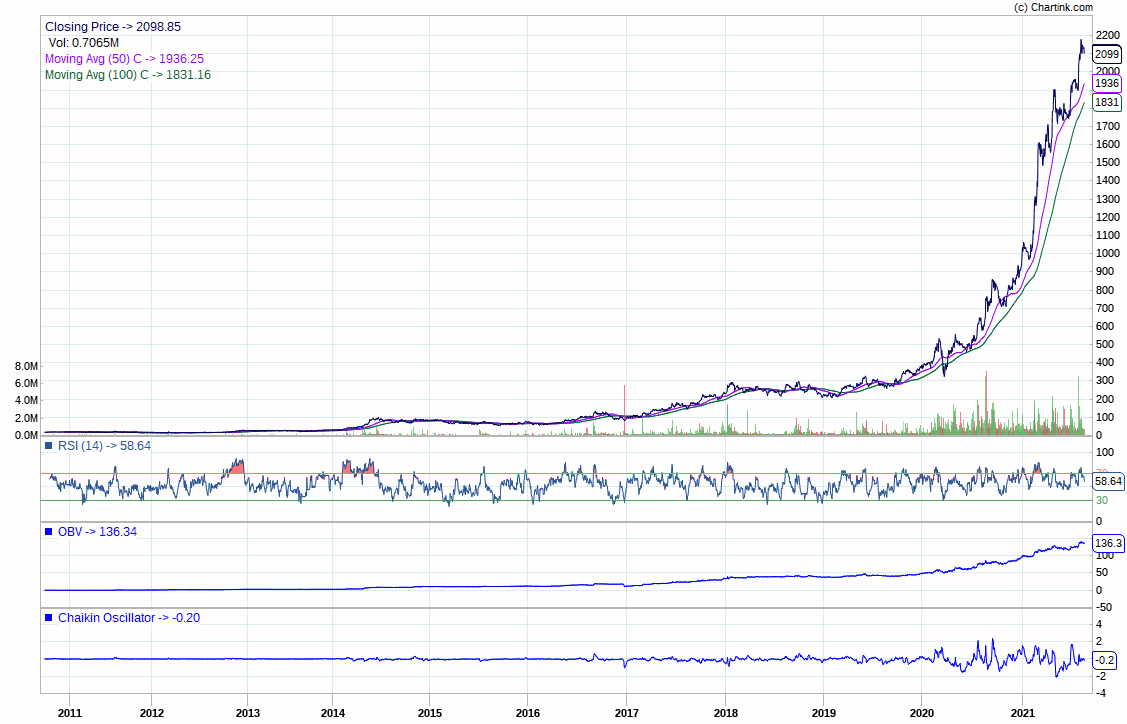 (c) Chartink.com
Closing Price -> 2098.85
Vol: 0.7065M
Moving Avg (50) C -> 1936.25
Moving Avg (100) C -> 1831.16
2200
2099
2000
1936
1831
1700
1600
1500
1400
1300
1200
1100
1000
900
800
700
600
500
400
300
200
100
0
8.0M
6.0M
4.0M
2.0M
0.0M
RSI (14) -> 58.64
100
70
58.64
30
0
OBV -> 136.34
136.3
100
50
0
-50
Chaikin Oscillator -> -0.20
4
2
-0.2
-2
-4
2011 2012 2013 2014 2015 2016 2017 2018 2019 2020 2021